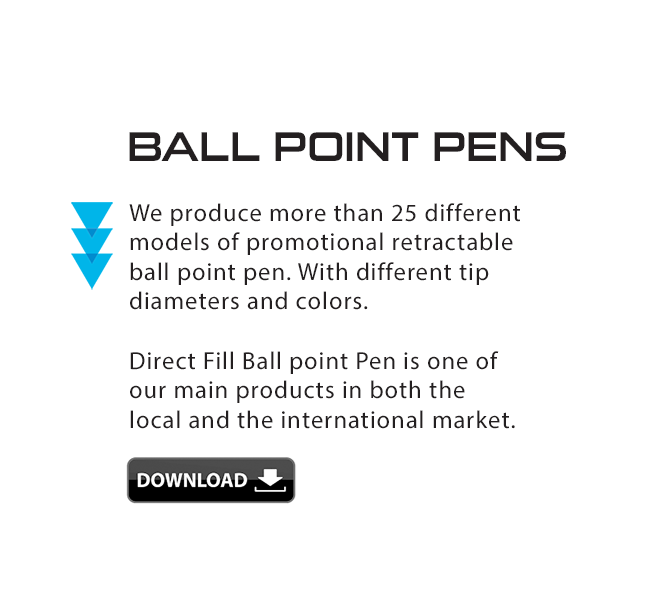 BALL POINT PENS
We produce more than 25 different
models of promotional retractable
ball point pen. With different tip
diameters and colors.
Direct Fill Ball point Pen is one of
our main products in both the
local and the international market.
DOWNLOAD